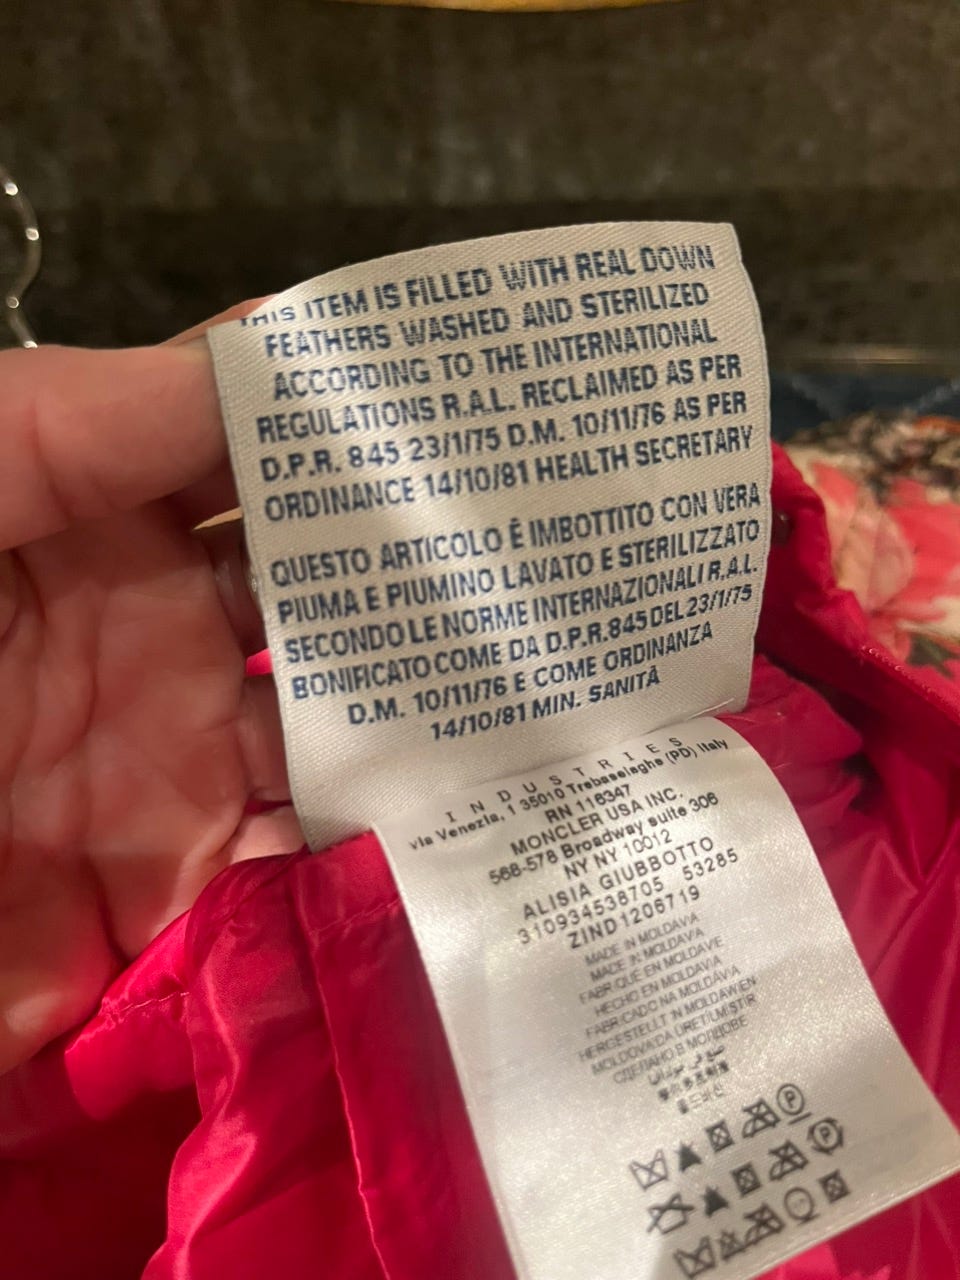 THIS ITEM IS FILLED WITH REAL DOWN
FEATHERS WASHED AND STERILIZED
ACCORDING TO THE INTERNATIONAL
REGULATIONS R.A.L. RECLAIMED AS PER
D.P.R. 845 23/1/75 D.M. 10/11/76 AS PER
ORDINANCE 14/10/81 HEALTH SECRETARY
QUESTO ARTICOLO È IMBOTTITO CON VERA
PIUMA E PIUMINO LAVATO E STERILIZZATO
SECONDO LE NORME INTERNAZIONALI R.A.L.
BONIFICATO COME DA D.P.R. 845 DEL 23/1/75
D.M. 10/11/76 E COME ORDINANZA
14/10/81 MIN. SANITÀ
INDUSTRIES
via Venezia, 1 35010 Trebaseleghe (PD) Italy
RN 116347
MONCLER USA INC.
568-578 Broadway suite 306
NY NY 10012
ALISIA GIUBBOTTO
310934538705 53285
ZIND1206719
MADE IN MOLDAVIA
MADE IN MOLDAVIA
FABRIQUÉ EN MOLDAVIE
HECHO EN MOLDAVIA
FABRICADO NA MOLDÁVIA
HERGESTELLT IN MOLDAWIEN
СДЕЛАНО В МОЛДОВЕ
P
P